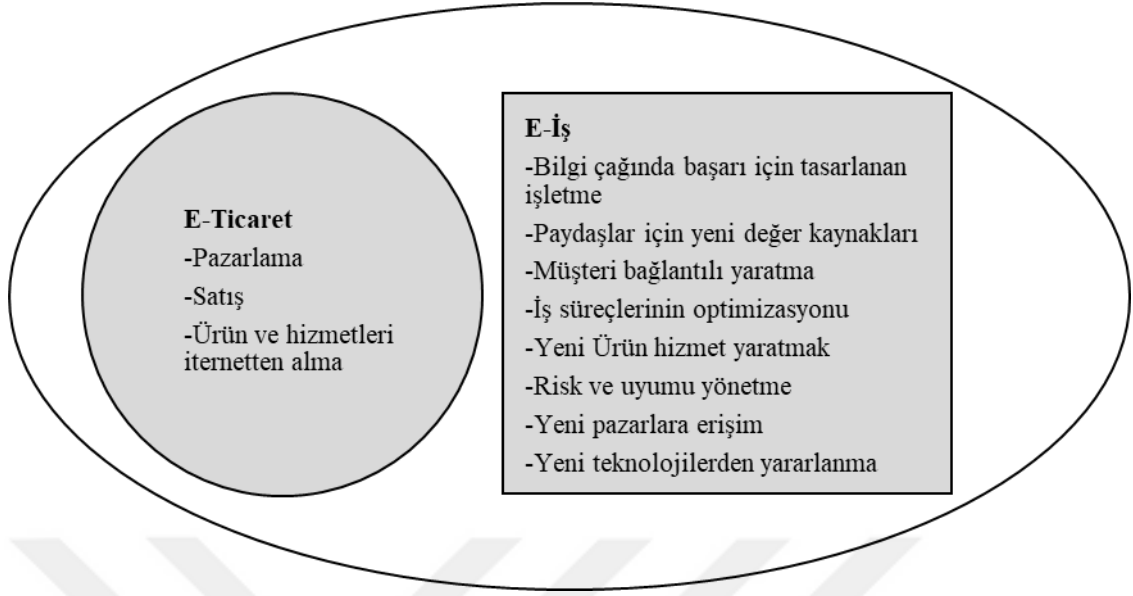 E-Ticaret
-Pazarlama
-Satış
-Ürün ve hizmetleri
iternetten alma
E-İş
-Bilgi çağında başarı için tasarlanan
işletme
-Paydaşlar için yeni değer kaynakları
-Müşteri bağlantılı yaratma
-İş süreçlerinin optimizasyonu
-Yeni Ürün hizmet yaratmak
-Risk ve uyumu yönetme
-Yeni pazarlara erişim
-Yeni teknolojilerden yararlanma